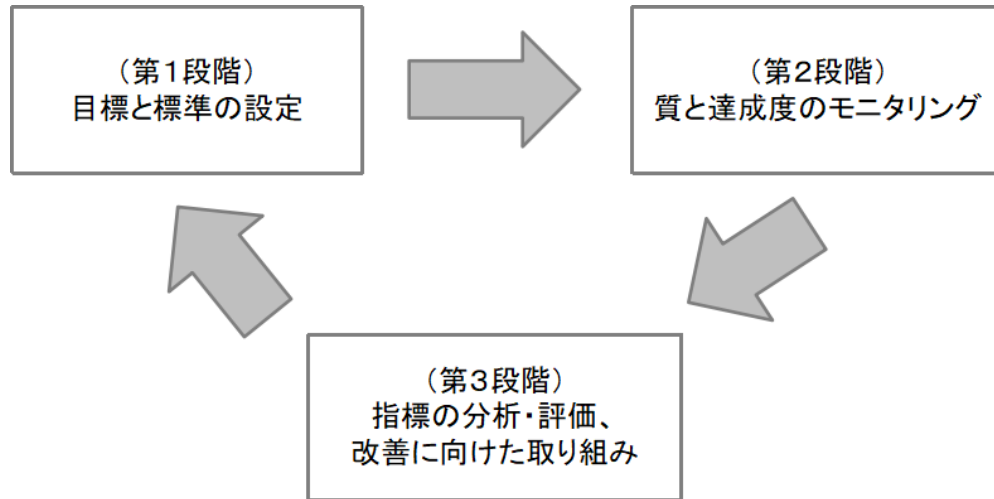 （第１段階）
目標と標準の設定
（第２段階）
質と達成度のモニタリング
（第３段階）
指標の分析・評価、
改善に向けた取り組み